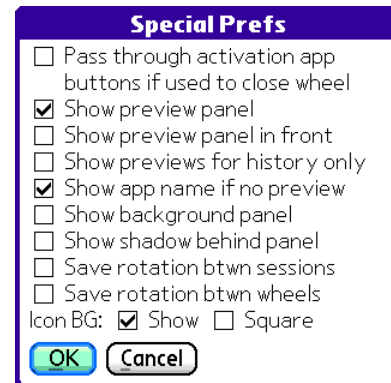 Special Prefs
Pass through activation app
buttons if used to close wheel
Show preview panel
Show preview panel in front
Show previews for history only
Show app name if no preview
Show background panel
Show shadow behind panel
Save rotation btwn sessions
Save rotation btwn wheels
Icon BG: Show Square
OK Cancel